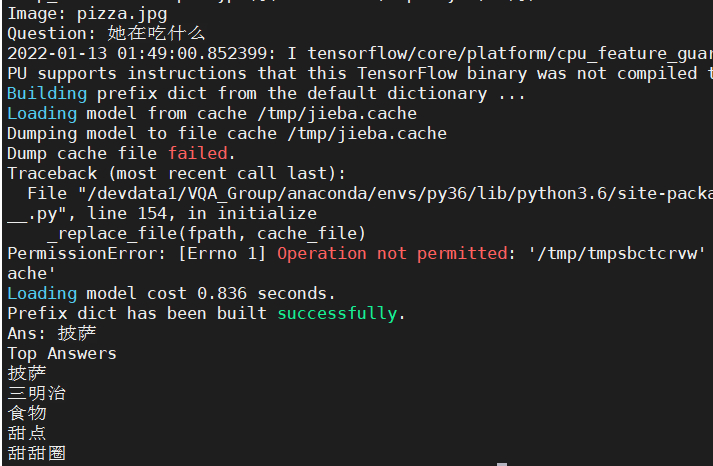 Image: pizza.jpg
Question: 她在吃什么
2022-01-13 01:49:00.852399: I tensorflow/core/platform/cpu_feature_guar
PU supports instructions that this TensorFlow binary was not compiled t
Building prefix dict from the default dictionary ...
Loading model from cache /tmp/jieba.cache
Dumping model to file cache /tmp/jieba.cache
Dump cache file failed.
Traceback (most recent call last):
File "/devdata1/VQA_Group/anaconda/envs/py36/lib/python3.6/site-packa
__.py", line 154, in initialize
_replace_file(fpath, cache_file)
PermissionError: [Errno 1] Operation not permitted: '/tmp/tmpsbctcrvw'
ache'
Loading model cost 0.836 seconds.
Prefix dict has been built successfully.
Ans: 披萨
Top Answers
披萨
三明治
食物
甜点
甜甜圈